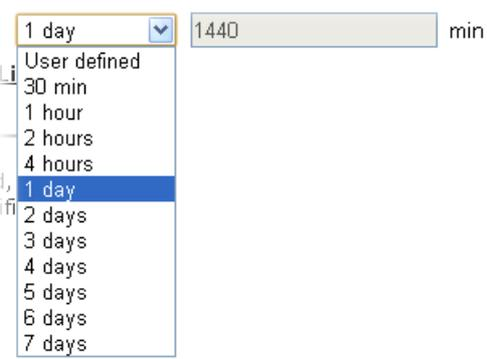 1 day 1440 min
User defined
30 min
1 hour
2 hours
4 hours
1 day
2 days
3 days
4 days
5 days
6 days
7 days